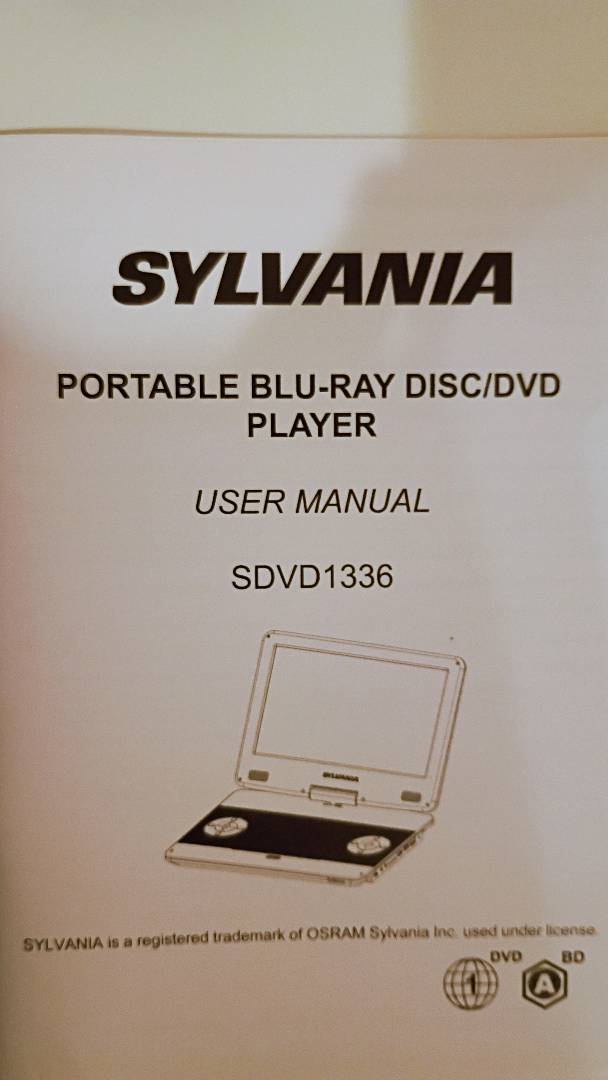 SYLVANIA
PORTABLE BLU-RAY DISC/DVD
PLAYER
USER MANUAL
SDVD1336
SYLVANIA
SYLVANIA is a registered trademark of OSRAM Sylvania Inc. used under license.
DVD BD
1 A